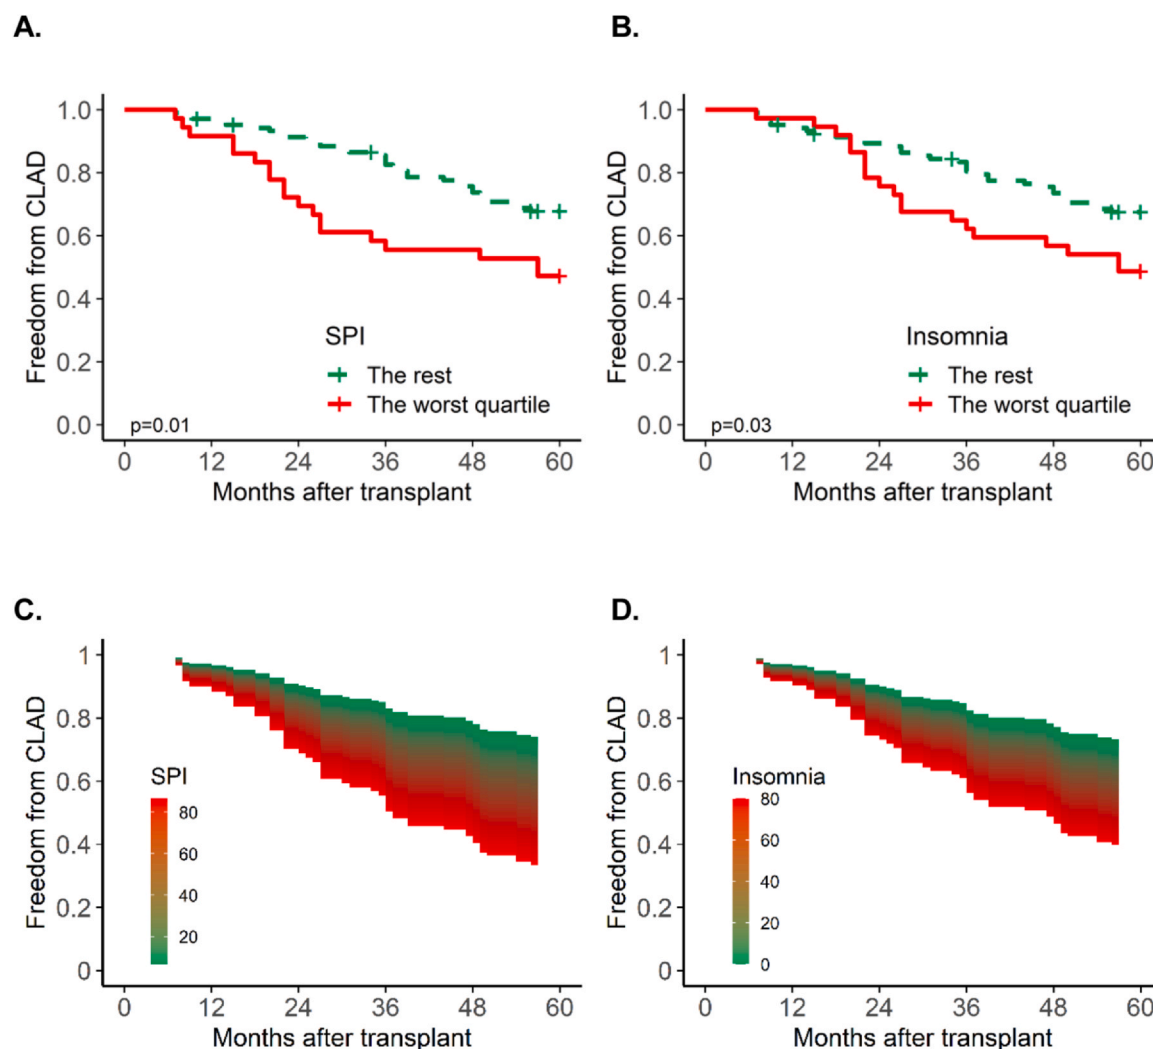 A.
Freedom from CLAD
1.0
0.8
0.6
0.4
0.2
0.0
SPI
The rest
The worst quartile
p=0.01
0 12 24 36 48 60
Months after transplant
B.
Freedom from CLAD
1.0
0.8
0.6
0.4
0.2
0.0
Insomnia
The rest
The worst quartile
p=0.03
0 12 24 36 48 60
Months after transplant
C.
Freedom from CLAD
1
0.8
0.6
0.4
0.2
0
SPI
80
60
40
20
0 12 24 36 48 60
Months after transplant
D.
Freedom from CLAD
1
0.8
0.6
0.4
0.2
0
Insomnia
80
60
40
20
0
0 12 24 36 48 60
Months after transplant